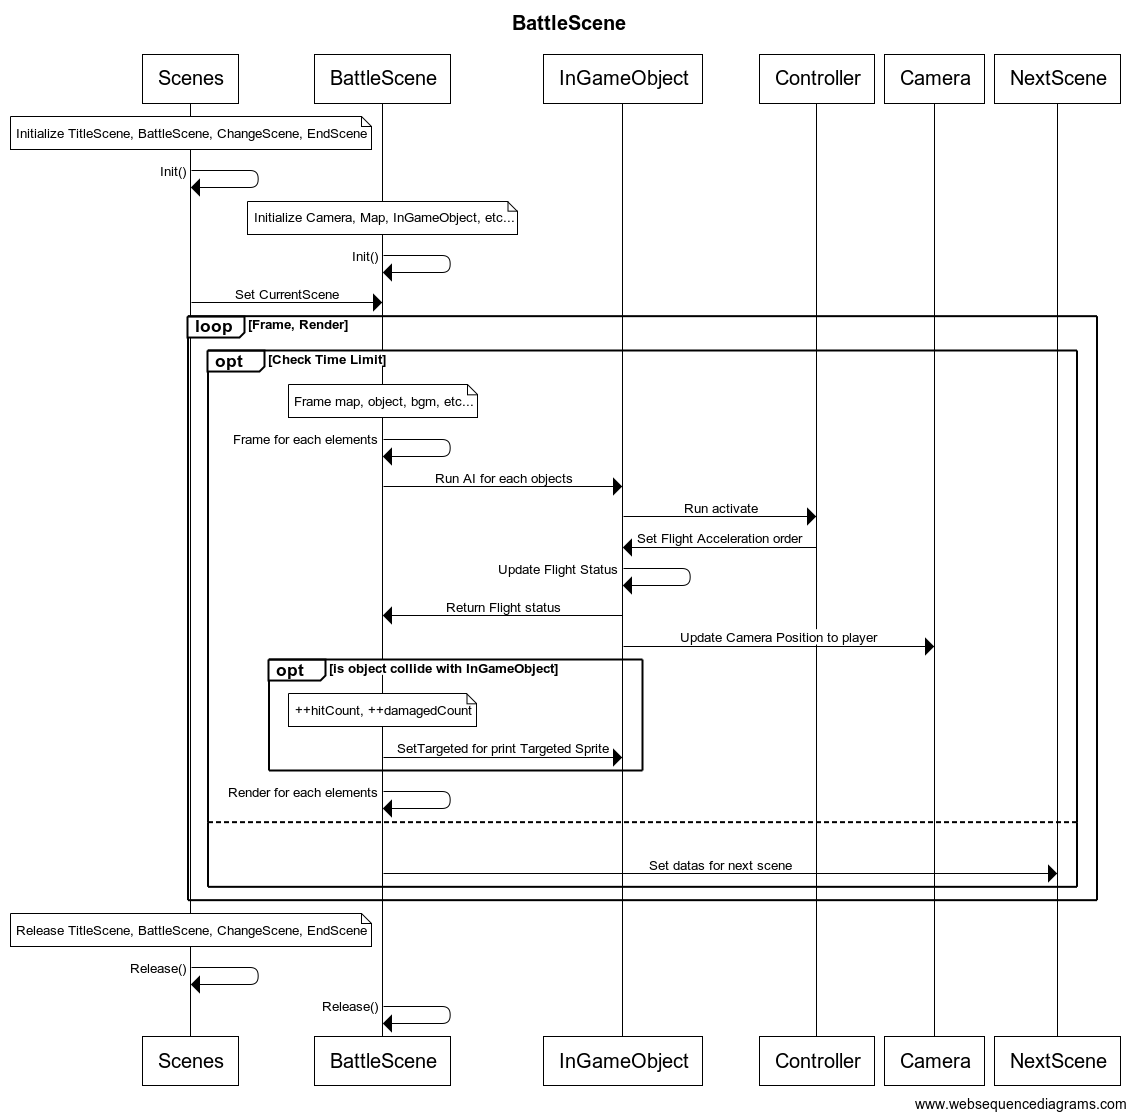 BattleScene
Scenes
BattleScene
InGameObject
Controller
Camera
NextScene
Initialize TitleScene, BattleScene, ChangeScene, EndScene
Init()
Initialize Camera, Map, InGameObject, etc...
Init()
Set CurrentScene
loop [Frame, Render]
opt [Check Time Limit]
Frame map, object, bgm, etc...
Frame for each elements
Run AI for each objects
Run activate
Set Flight Acceleration order
Update Flight Status
Return Flight status
Update Camera Position to player
opt [Is object collide with InGameObject]
++hitCount, ++damagedCount
SetTargeted for print Targeted Sprite
Render for each elements
Set datas for next scene
Release TitleScene, BattleScene, ChangeScene, EndScene
Release()
Release()
Scenes
BattleScene
InGameObject
Controller
Camera
NextScene
www.websequencediagrams.com